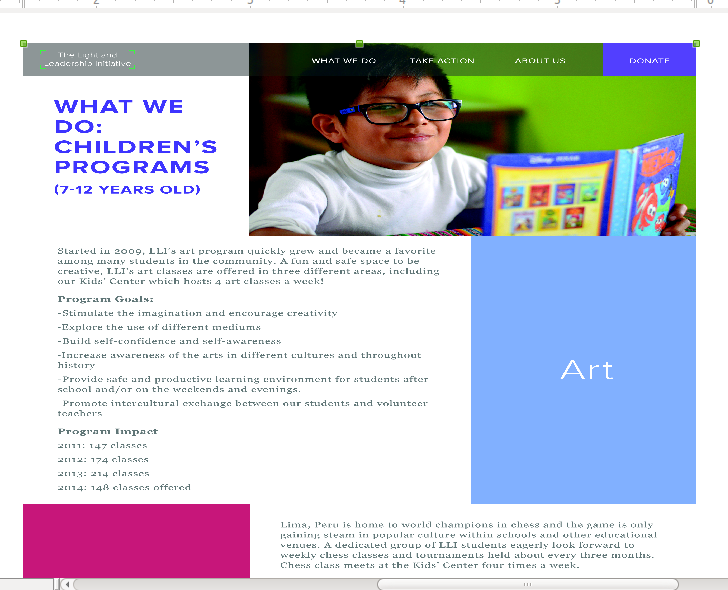 The Light and
Leadership Initiative
WHAT WE DO
TAKE ACTION
ABOUT US
DONATE
WHAT WE
DO:
CHILDREN'S
PROGRAMS
(7-12 YEARS OLD)
DISNEY PIXAR
NEMO
Started in 2009, LLI's art program quickly grew and became a favorite
among many students in the community. A fun and safe space to be
creative, LLI's art classes are offered in three different areas, including
our Kids' Center which hosts 4 art classes a week!
Program Goals:
-Stimulate the imagination and encourage creativity
-Explore the use of different mediums
-Build self-confidence and self-awareness
-Increase awareness of the arts in different cultures and throughout
history
-Provide safe and productive learning environment for students after
school and/or on the weekends and evenings.
-Promote intercultural exchange between our students and volunteer
teachers
Program Impact
2011: 147 classes
2012: 174 classes
2013: 214 classes
2014: 148 classes offered
Art
Lima, Peru is home to world champions in chess and the game is only
gaining steam in popular culture within schools and other educational
venues. A dedicated group of LLI students eagerly look forward to
weekly chess classes and tournaments held about every three months.
Chess class meets at the Kids' Center four times a week.